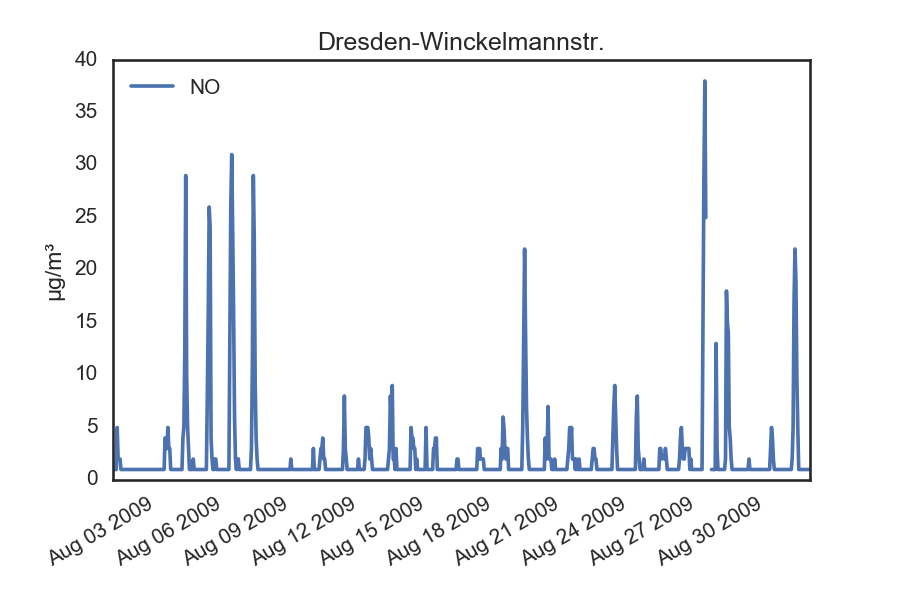 Dresden-Winckelmannstr.
NO
µg/m³
40
35
30
25
20
15
10
5
0
Aug 03 2009
Aug 06 2009
Aug 09 2009
Aug 12 2009
Aug 15 2009
Aug 18 2009
Aug 21 2009
Aug 24 2009
Aug 27 2009
Aug 30 2009